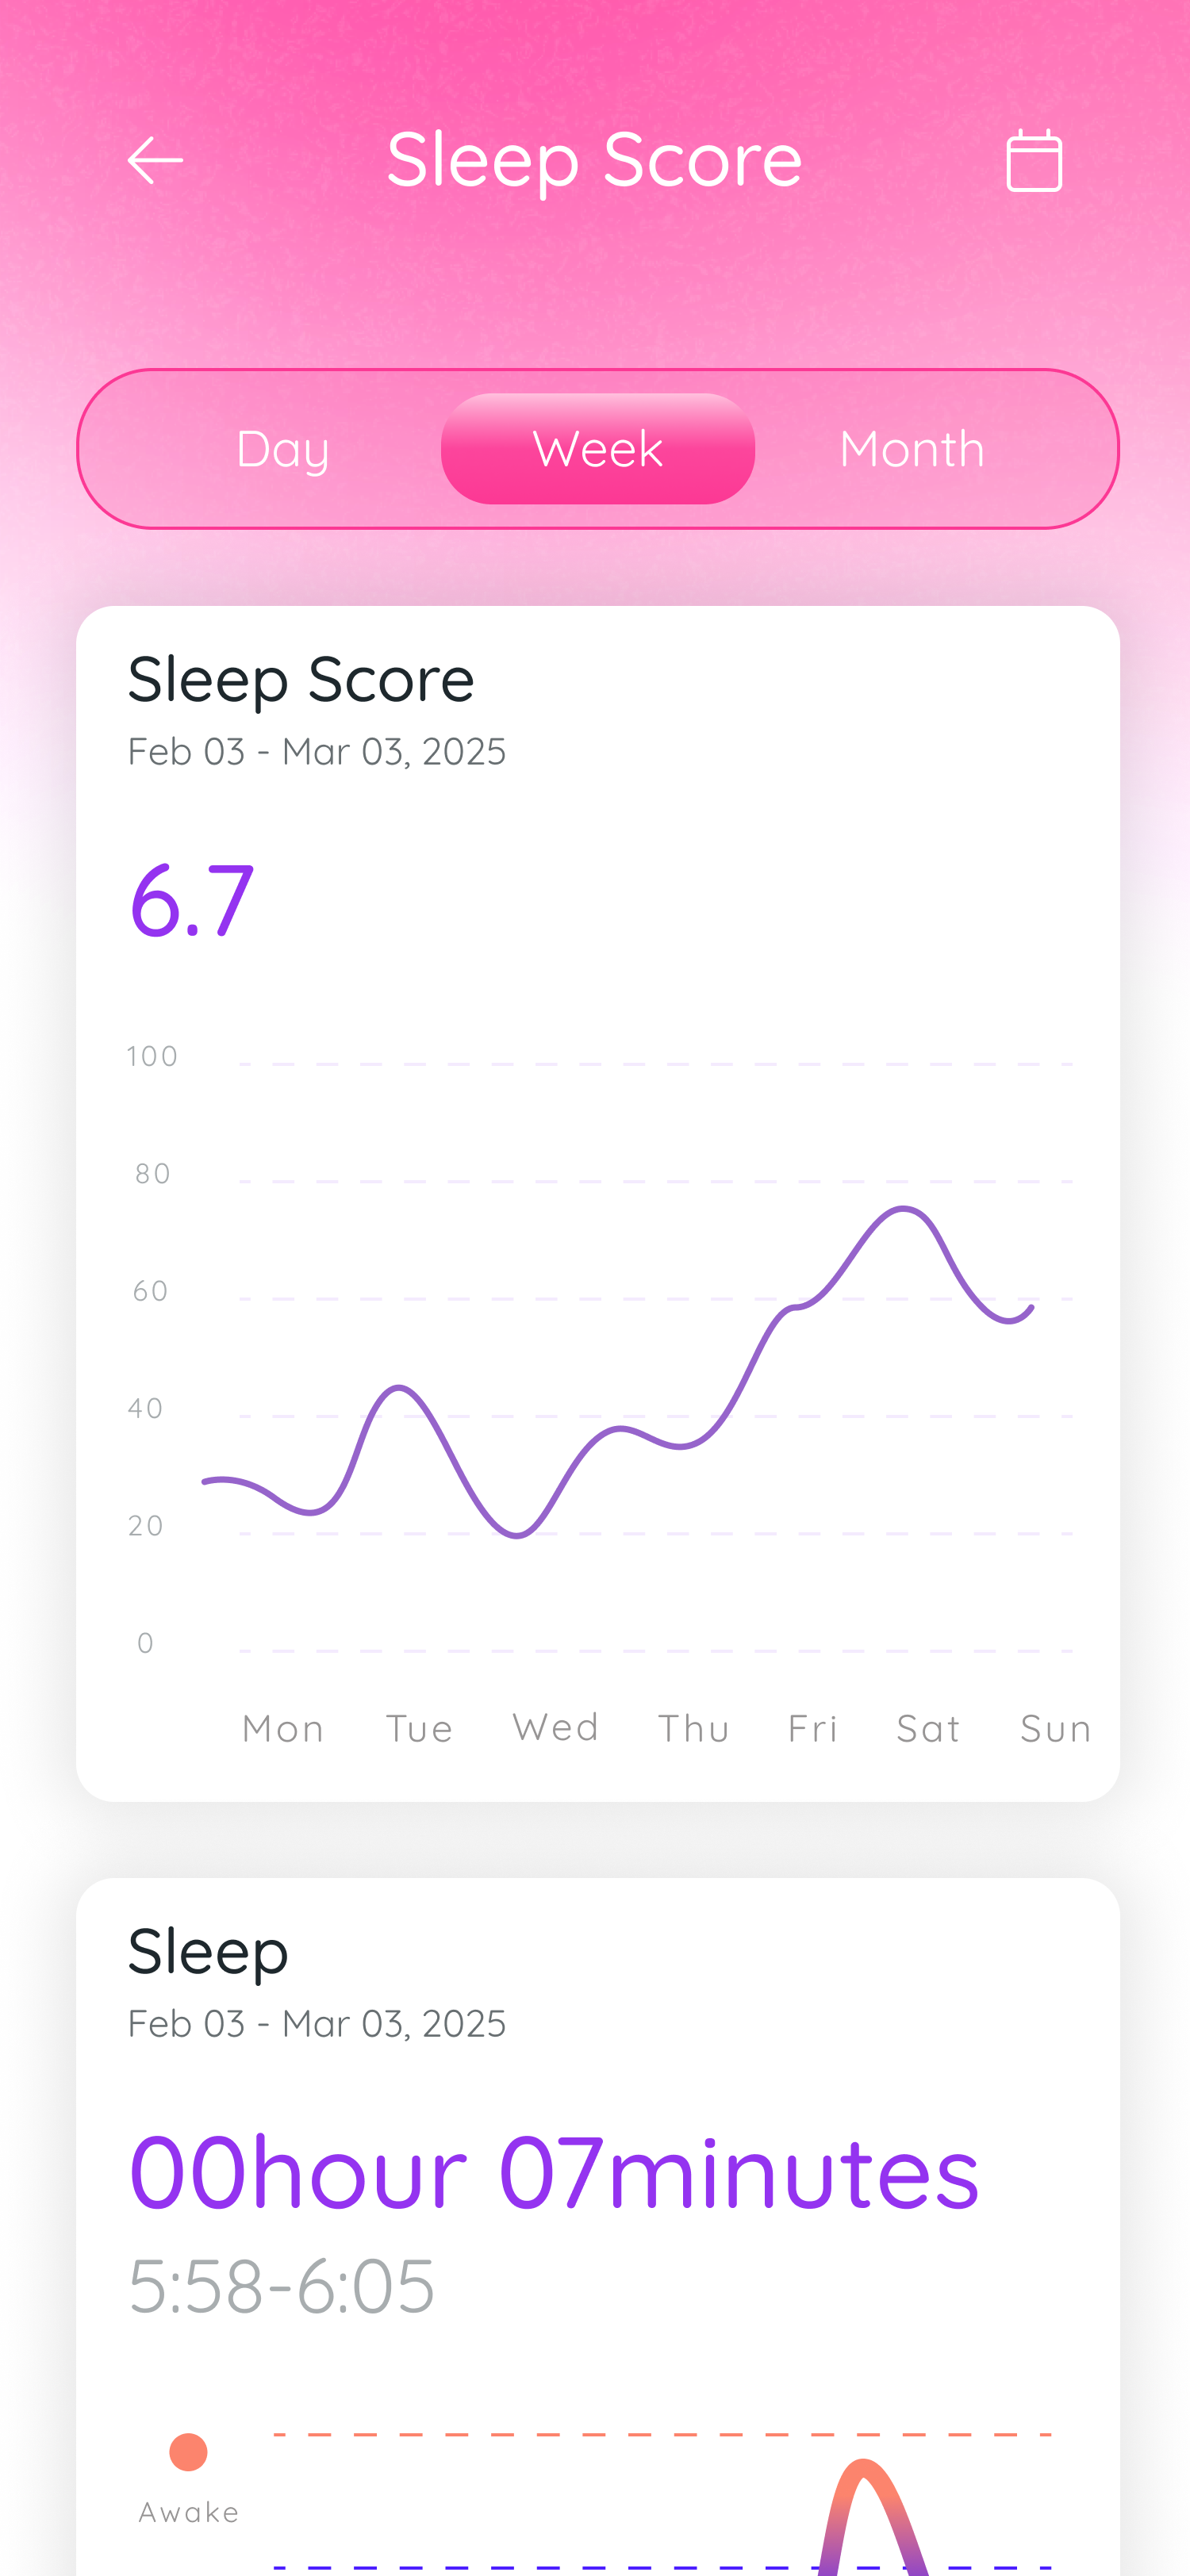 Sleep Score
Day Week Month
Sleep Score
Feb 03 - Mar 03, 2025
6.7
100
80
60
40
20
0
Mon Tue Wed Thu Fri Sat Sun
Sleep
Feb 03 - Mar 03, 2025
00hour 07minutes
5:58-6:05
Awake